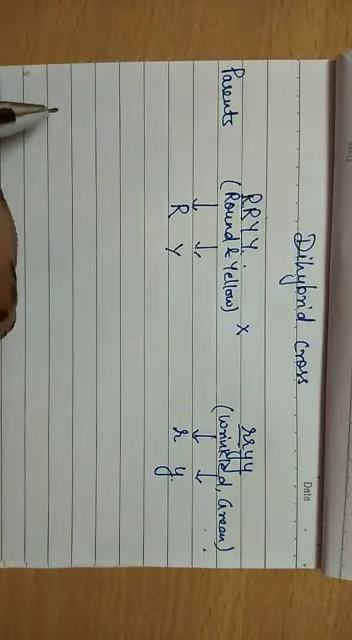 Date
Dihybrid Cross
Parents RRYY × rryy
(Round & Yellow) (Wrinkled, Green)
↓ ↓ ↓ ↓
R Y r y